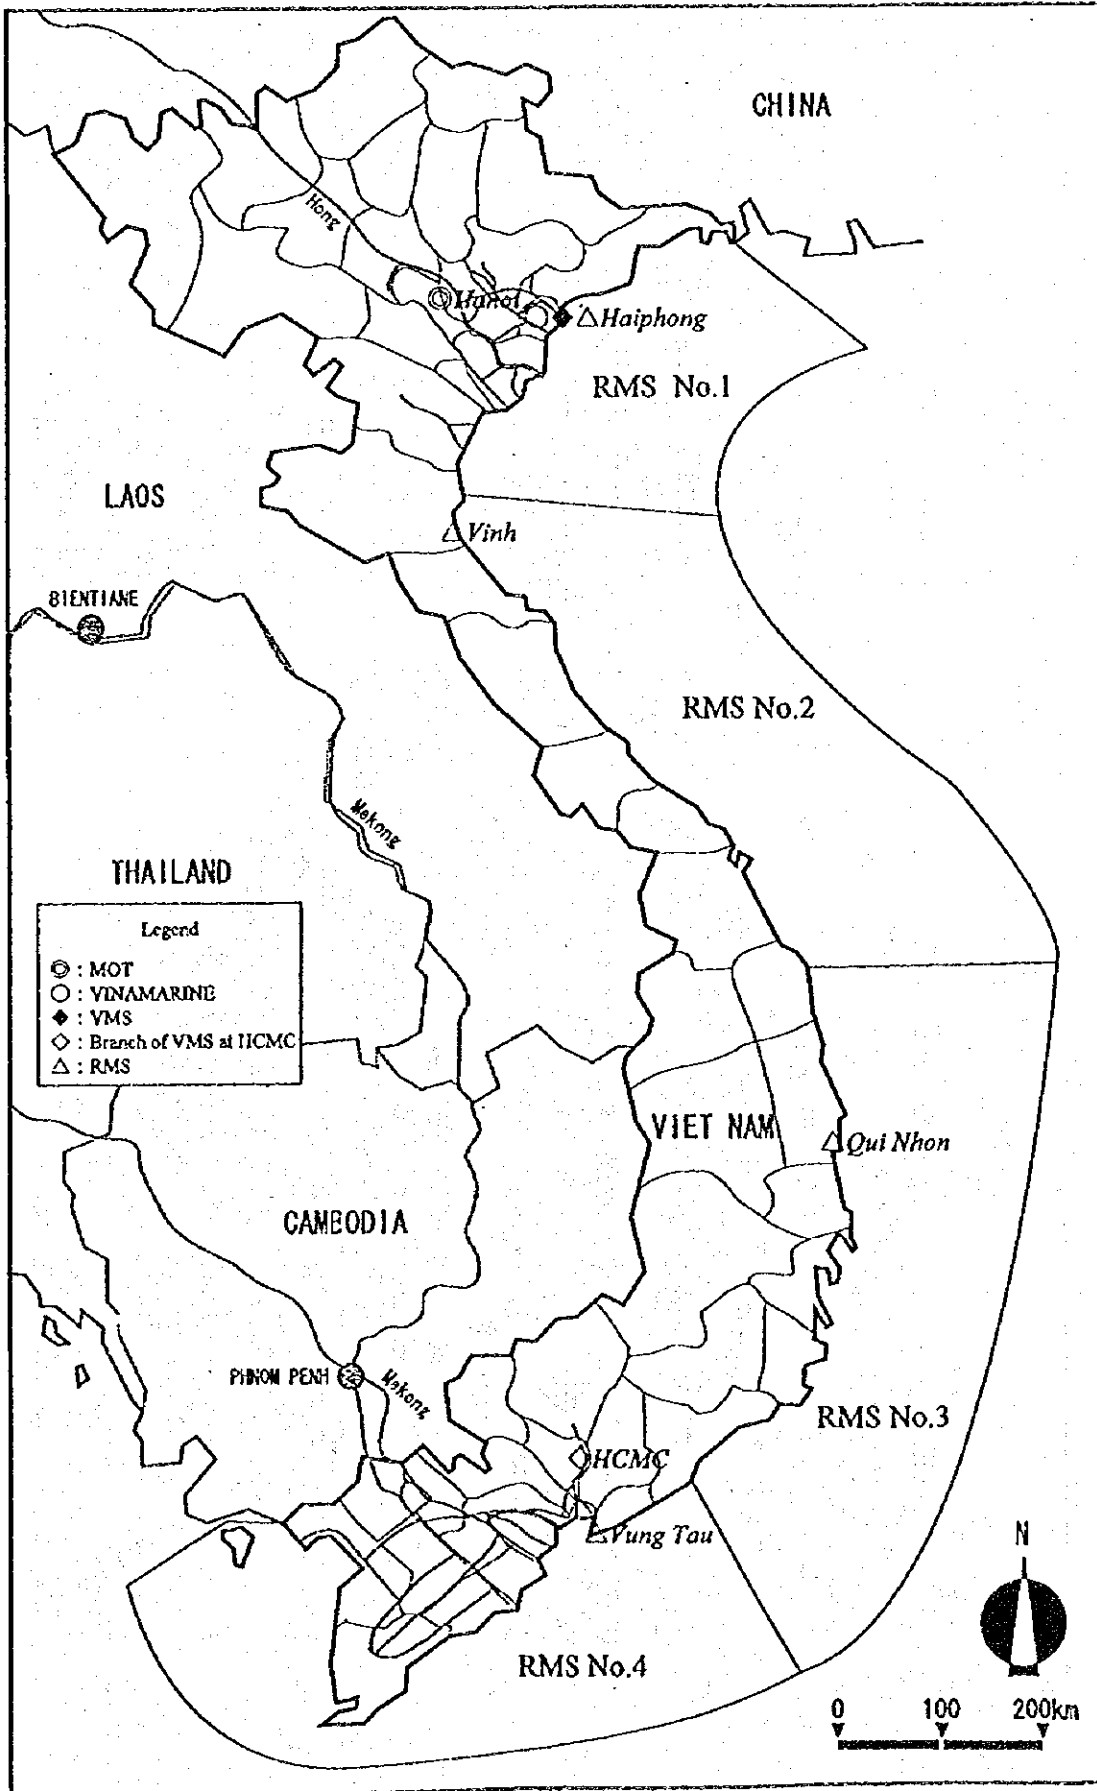 CHINA
Hong
Hanoi
Haiphong
RMS No.1
LAOS
Vinh
BIENTIANE
RMS No.2
Mekong
THAILAND
Legend
◎ : MOT
○ : VINAMARINE
◆ : VMS
◇ : Branch of VMS at HCMC
△ : RMS
VIET NAM
Qui Nhon
CAMBODIA
PHNOM PENH
Mekong
RMS No.3
HCMC
Vung Tau
N
RMS No.4
0 100 200km